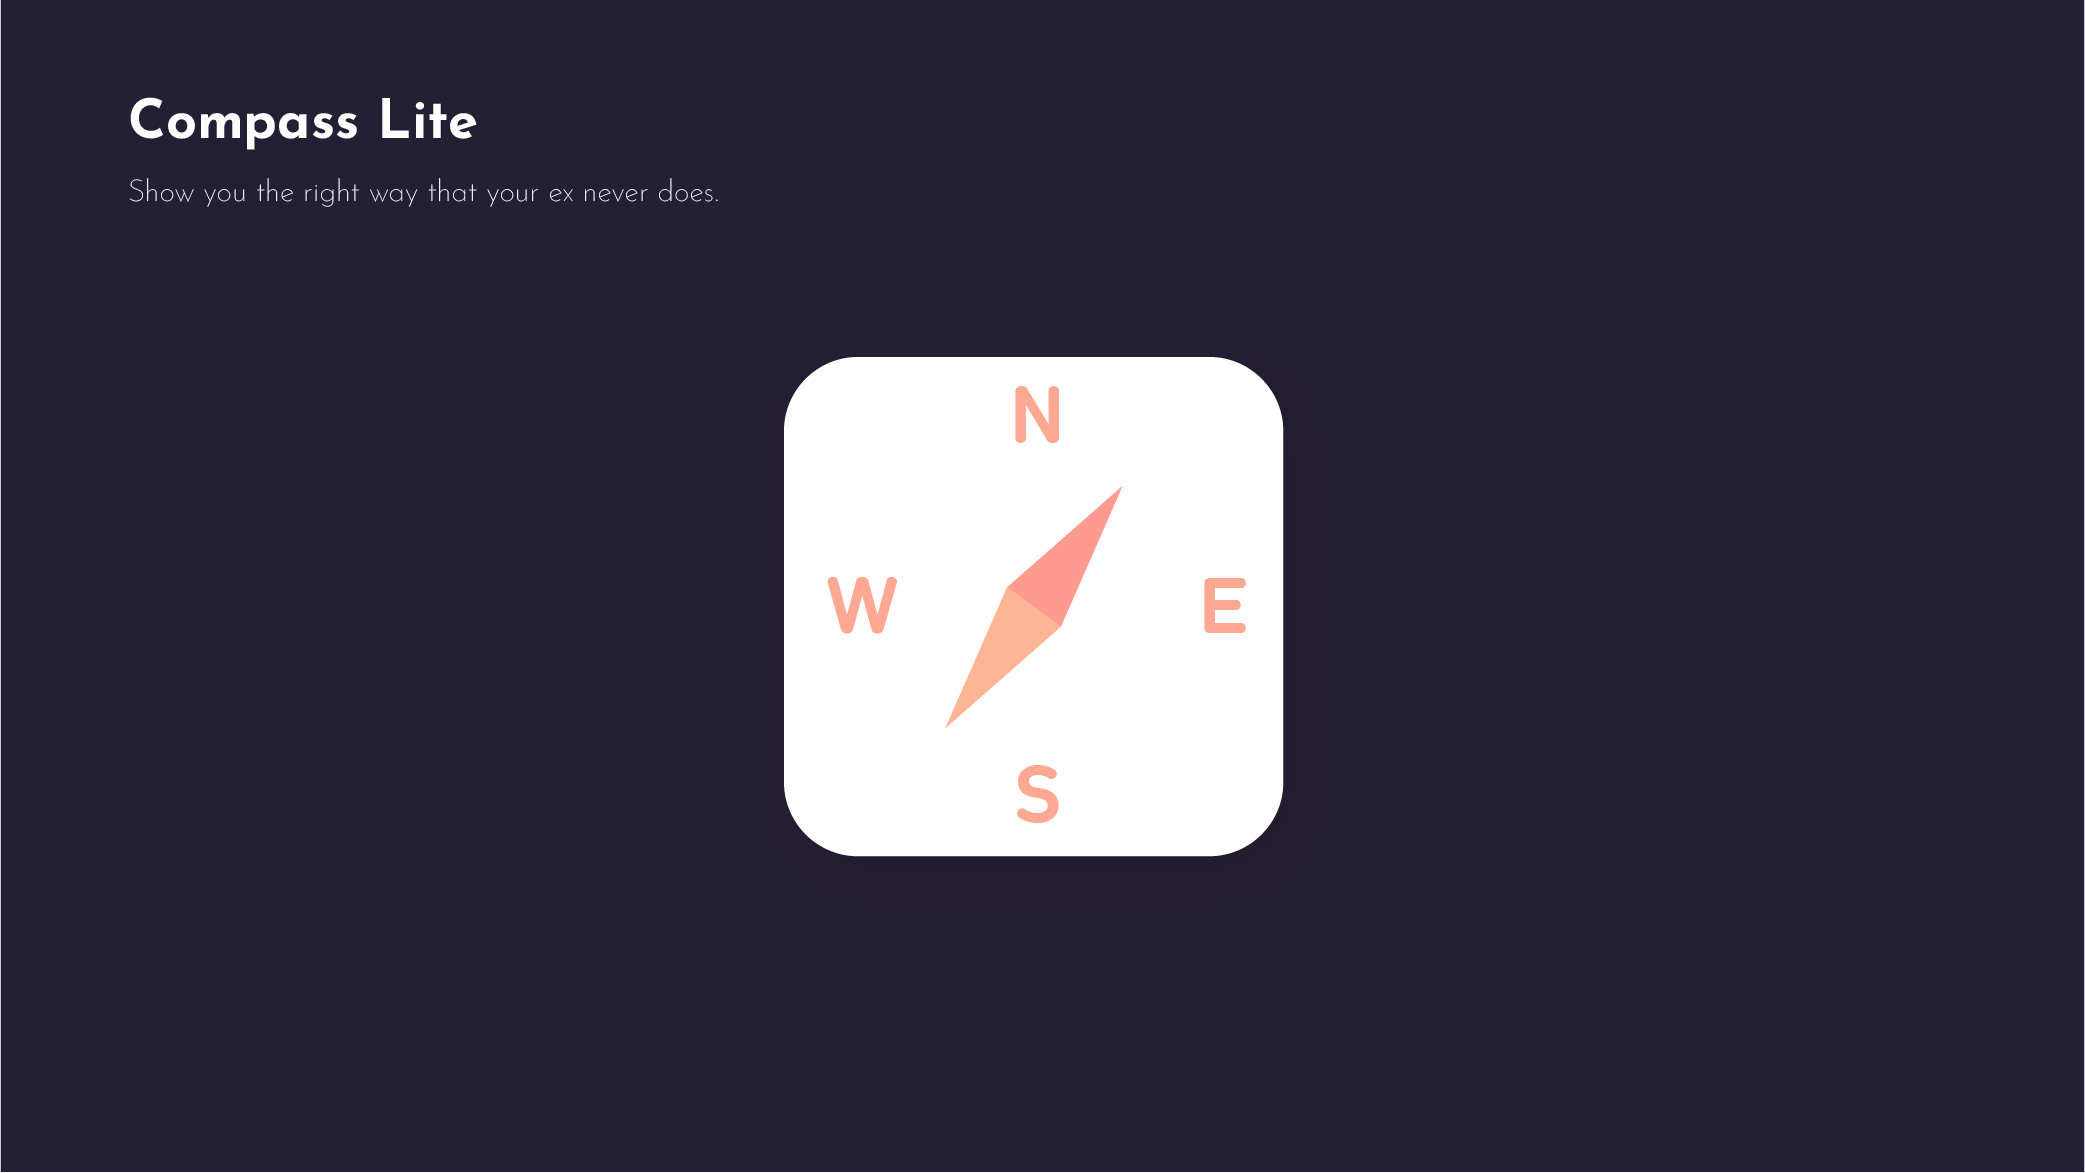 Compass Lite
Show you the right way that your ex never does.
N
W E
S